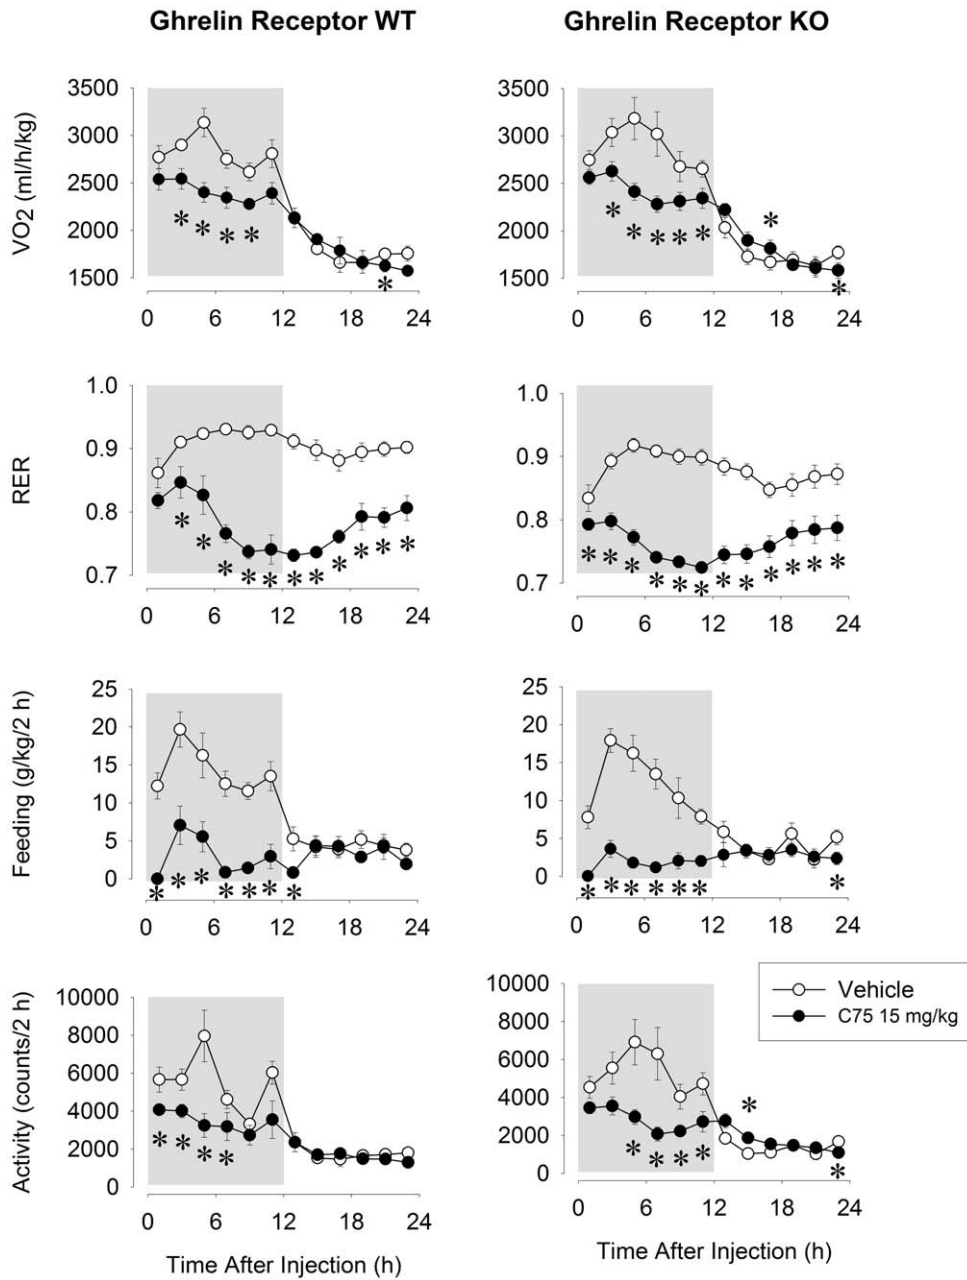 Ghrelin Receptor WT Ghrelin Receptor KO
VO2 (ml/h/kg)
3500
3000
2500
2000
1500
* * * * *
0 6 12 18 24
3500
3000
2500
2000
1500
* * * * * * *
0 6 12 18 24
RER
1.0
0.9
0.8
0.7
* * * * * * * * * * *
0 6 12 18 24
1.0
0.9
0.8
0.7
* * * * * * * * * * * *
0 6 12 18 24
Feeding (g/kg/2 h)
25
20
15
10
5
0
* * * * * * *
0 6 12 18 24
25
20
15
10
5
0
* * * * * * *
0 6 12 18 24
Activity (counts/2 h)
10000
8000
6000
4000
2000
0
* * * *
0 6 12 18 24
Time After Injection (h)
10000
8000
6000
4000
2000
0
* * * * * *
0 6 12 18 24
Time After Injection (h)
Vehicle
C75 15 mg/kg